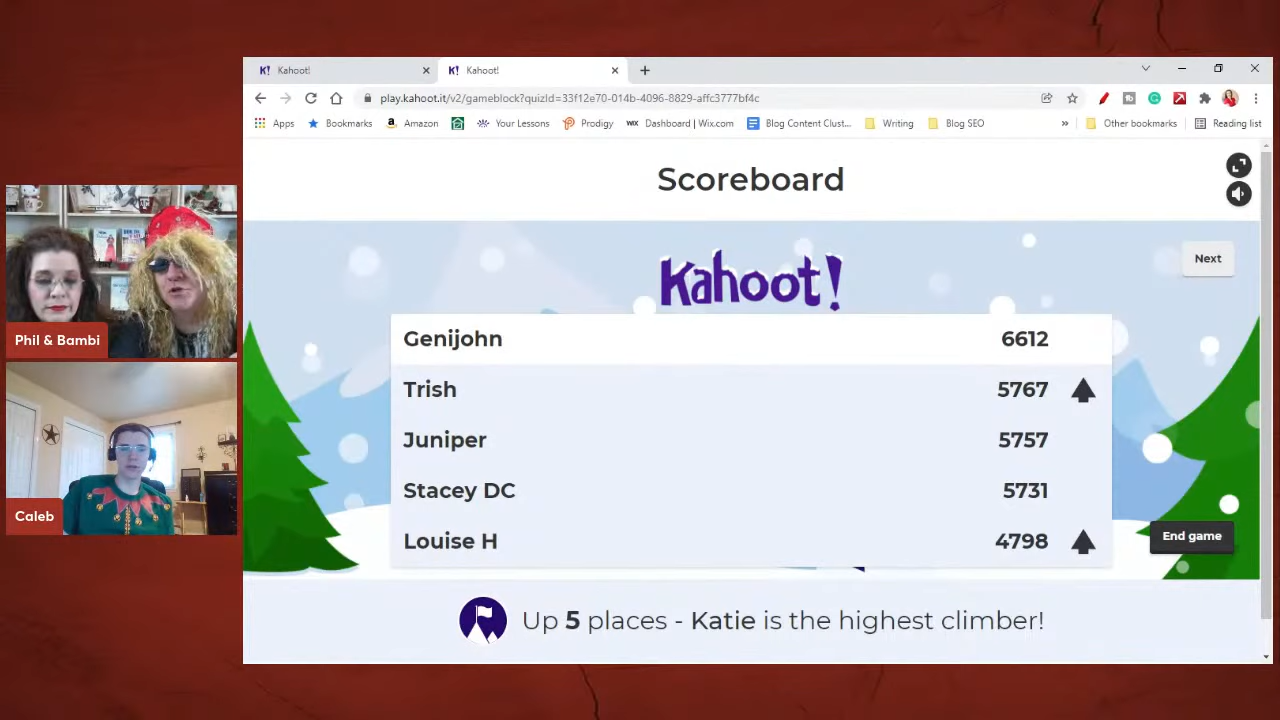 Kahoot!
Kahoot!
play.kahoot.it/v2/gameblock?quizId=33f12e70-014b-4096-8829-affc3777bf4c
Apps
Bookmarks
Amazon
Your Lessons
Prodigy
WIX Dashboard | Wix.com
Blog Content Clust...
Writing
Blog SEO
»
Other bookmarks
Reading list
Scoreboard
Kahoot!
Next
Genijohn 6612
Trish 5767
Juniper 5757
Stacey DC 5731
Louise H 4798
End game
Up 5 places - Katie is the highest climber!
Phil & Bambi
Caleb